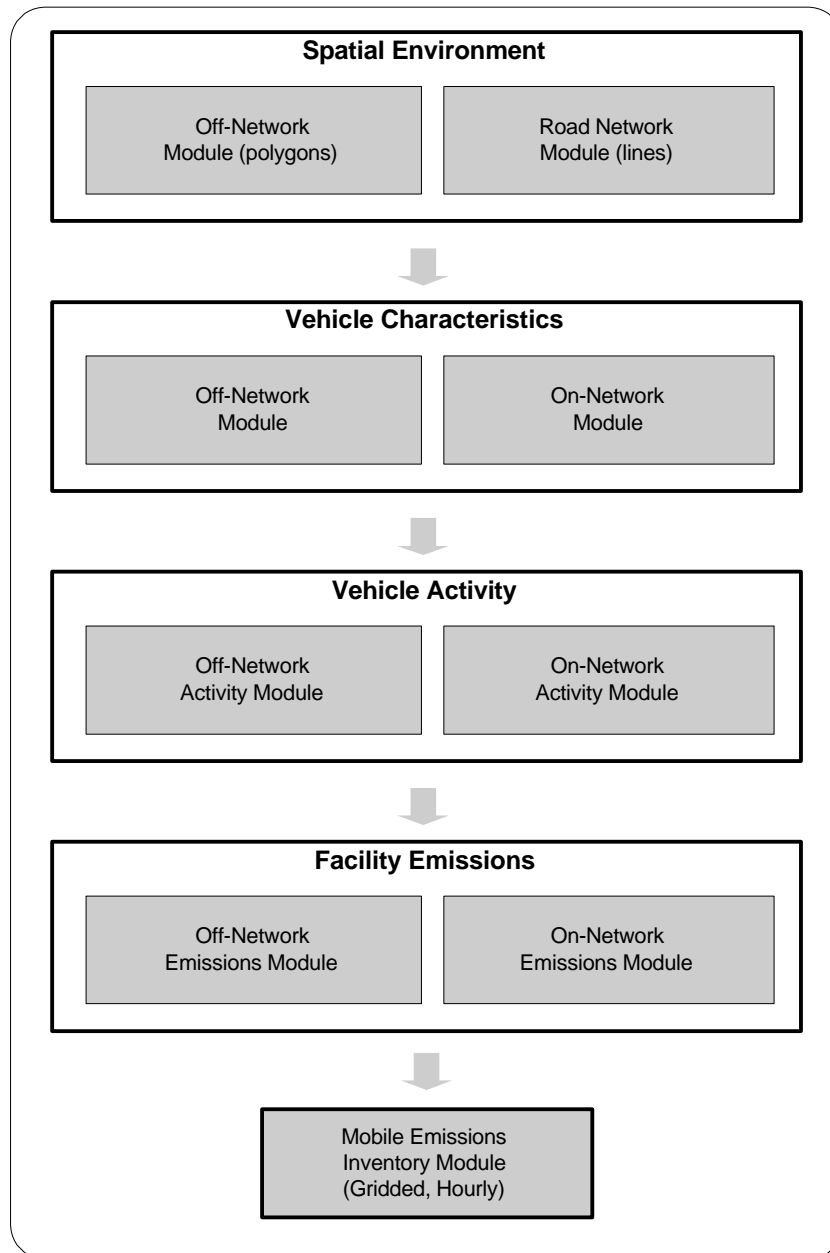 Spatial Environment
Off-Network
Module (polygons)
Road Network
Module (lines)
Vehicle Characteristics
Off-Network
Module
On-Network
Module
Vehicle Activity
Off-Network
Activity Module
On-Network
Activity Module
Facility Emissions
Off-Network
Emissions Module
On-Network
Emissions Module
Mobile Emissions
Inventory Module
(Gridded, Hourly)